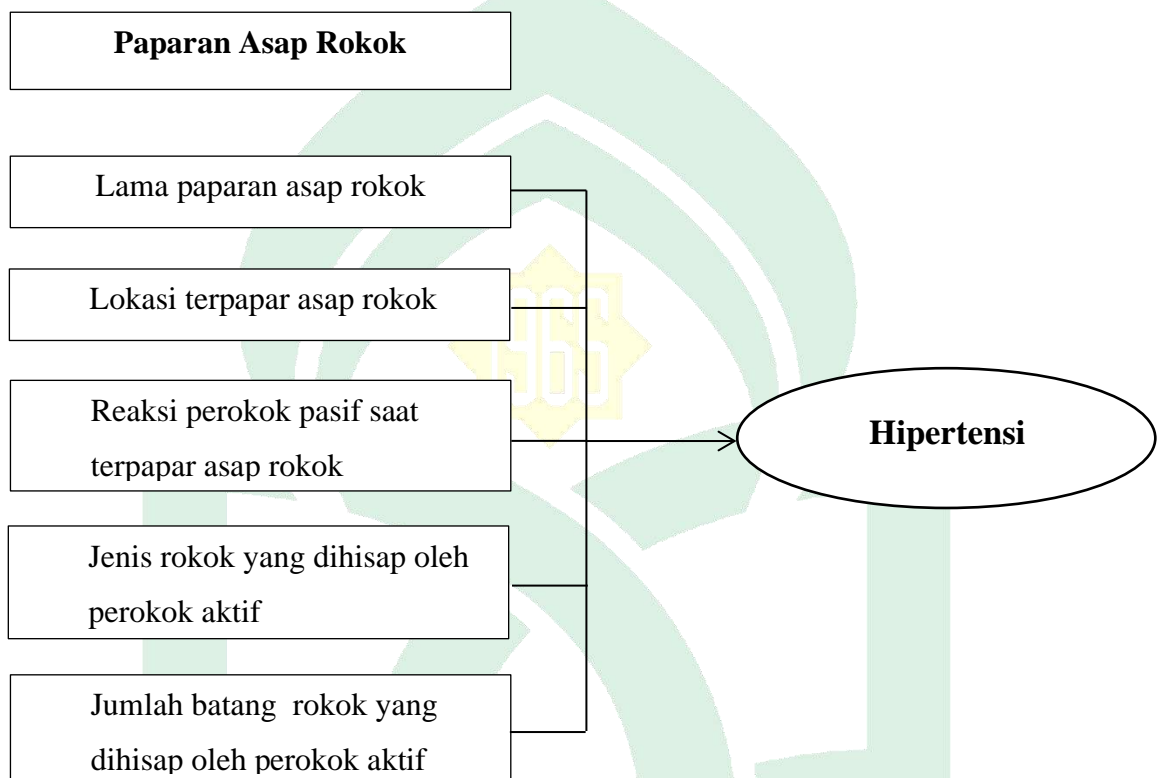 Paparan Asap Rokok
Lama paparan asap rokok
Lokasi terpapar asap rokok
1965
Reaksi perokok pasif saat
terpapar asap rokok
Hipertensi
Jenis rokok yang dihisap oleh
perokok aktif
Jumlah batang  rokok yang
dihisap oleh perokok aktif